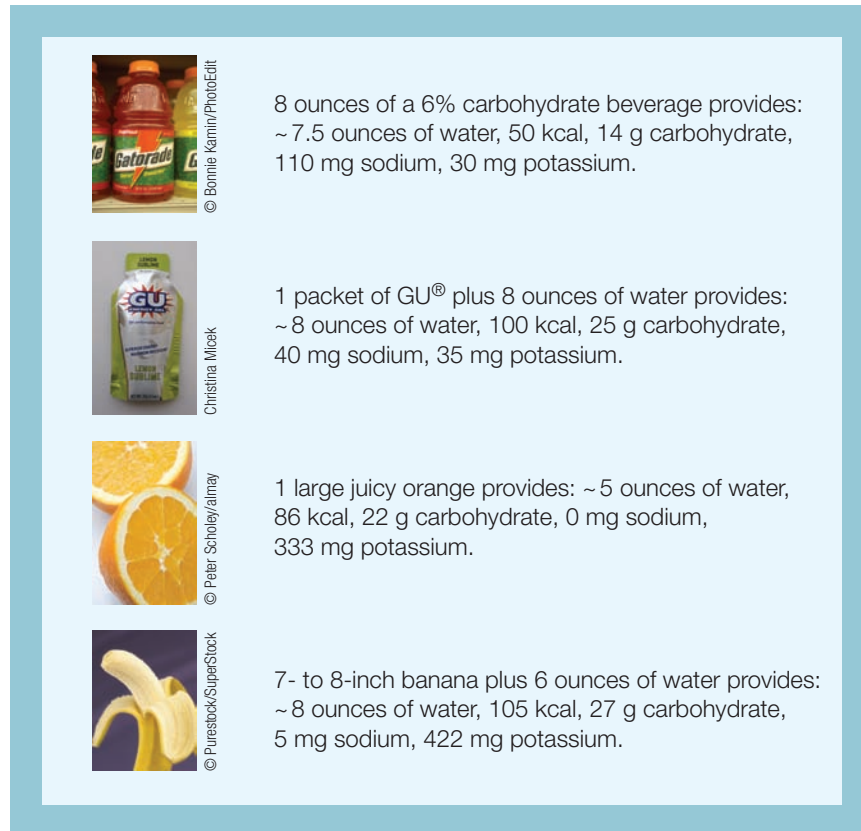 Gatorade
© Bonnie Kamin/PhotoEdit
8 ounces of a 6% carbohydrate beverage provides:
~7.5 ounces of water, 50 kcal, 14 g carbohydrate,
110 mg sodium, 30 mg potassium.
LEMON
SUBLIME
GU
LEMON
SUBLIME
Christina Micek
1 packet of GU® plus 8 ounces of water provides:
~8 ounces of water, 100 kcal, 25 g carbohydrate,
40 mg sodium, 35 mg potassium.
© Peter Scholey/almay
1 large juicy orange provides: ~5 ounces of water,
86 kcal, 22 g carbohydrate, 0 mg sodium,
333 mg potassium.
© Purestock/SuperStock
7- to 8-inch banana plus 6 ounces of water provides:
~8 ounces of water, 105 kcal, 27 g carbohydrate,
5 mg sodium, 422 mg potassium.